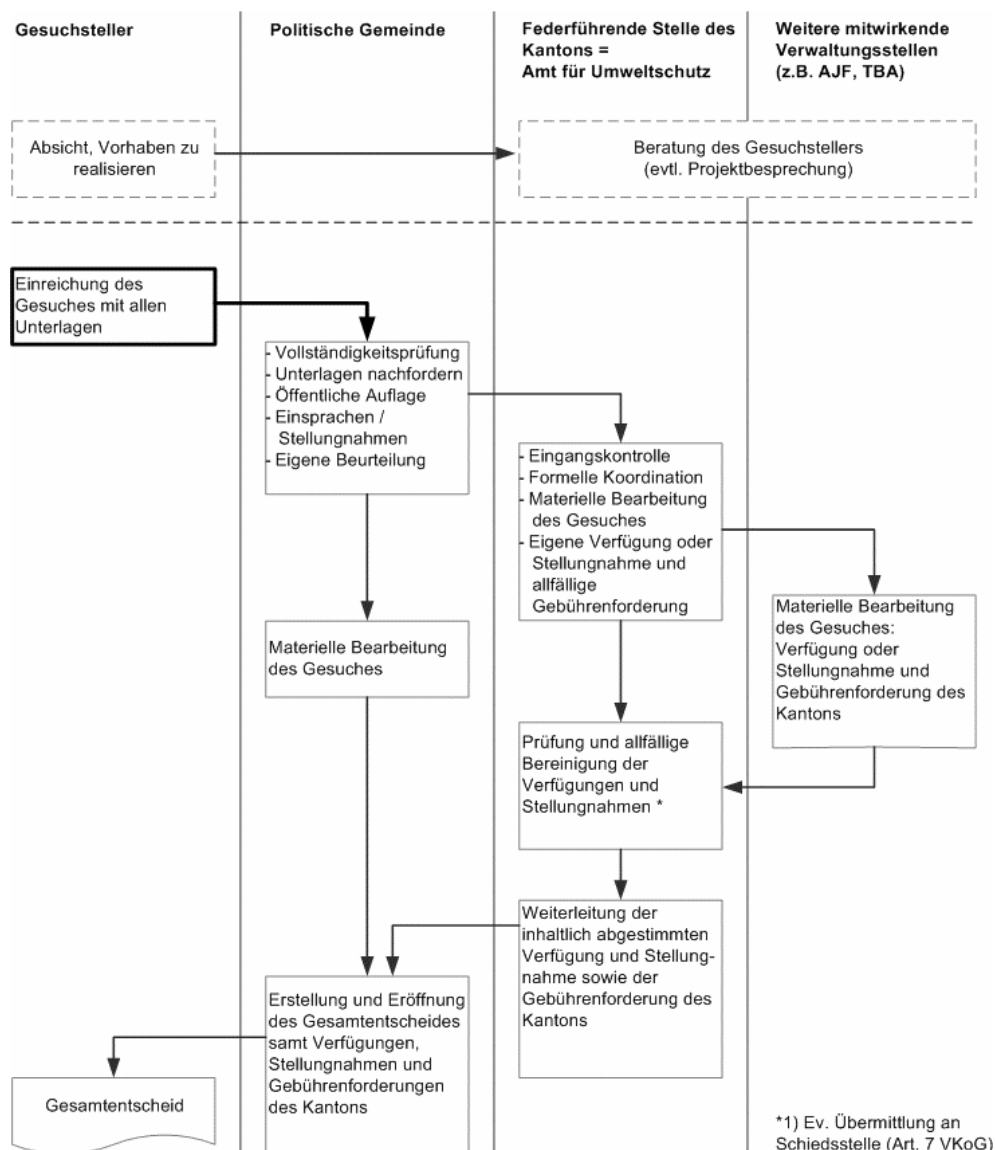 Gesuchsteller
Politische Gemeinde
Federführende Stelle des
Kantons =
Amt für Umweltschutz
Weitere mitwirkende
Verwaltungsstellen
(z.B. AJF, TBA)
Absicht, Vorhaben zu
realisieren
Beratung des Gesuchstellers
(evtl. Projektbesprechung)
Einreichung des
Gesuches mit allen
Unterlagen
- Vollständigkeitsprüfung
- Unterlagen nachfordern
- Öffentliche Auflage
- Einsprachen /
Stellungnahmen
- Eigene Beurteilung
- Eingangskontrolle
- Formelle Koordination
- Materielle Bearbeitung
des Gesuches
- Eigene Verfügung oder
Stellungnahme und
allfällige
Gebührenforderung
Materielle Bearbeitung
des Gesuches:
Verfügung oder
Stellungnahme und
Gebührenforderung des
Kantons
Materielle Bearbeitung
des Gesuches
Prüfung und allfällige
Bereinigung der
Verfügungen und
Stellungnahmen *
Weiterleitung der
inhaltlich abgestimmten
Verfügung und Stellung-
nahme sowie der
Gebührenforderung des
Kantons
Erstellung und Eröffnung
des Gesamtentscheides
samt Verfügungen,
Stellungnahmen und
Gebührenforderungen
des Kantons
Gesamtentscheid
*1) Ev. Übermittlung an
Schiedsstelle (Art. 7 VKoG)